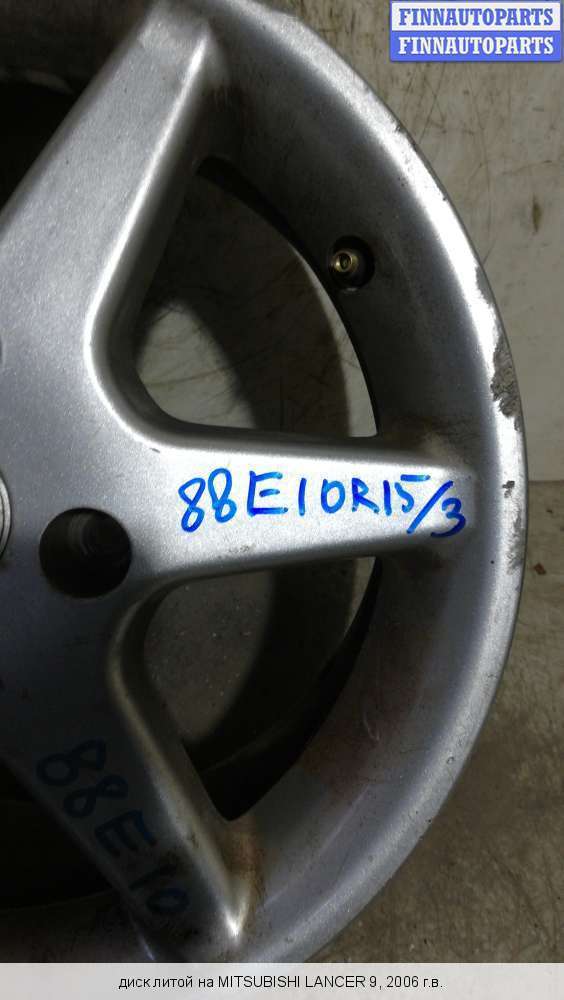 FINNAUTOPARTS
FINNAUTOPARTS
88E10R15/3
88E10
диск литой на MITSUBISHI LANCER 9, 2006 г.в.